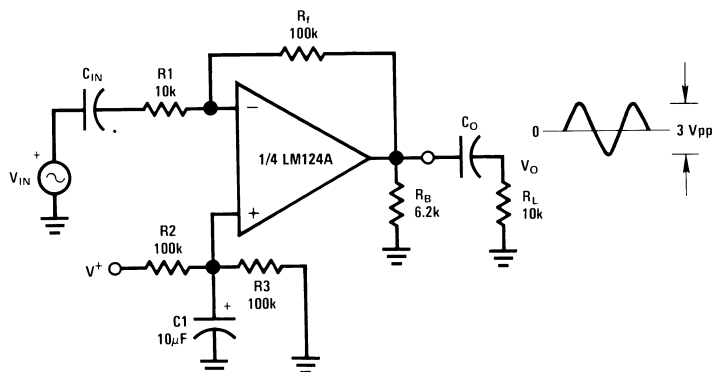 Rf
100k
CIN
R1
10k
−
1/4 LM124A
+
+
VIN
CO
VO
0
3 Vpp
RB
6.2k
RL
10k
R2
100k
V+
R3
100k
+
C1
10μF